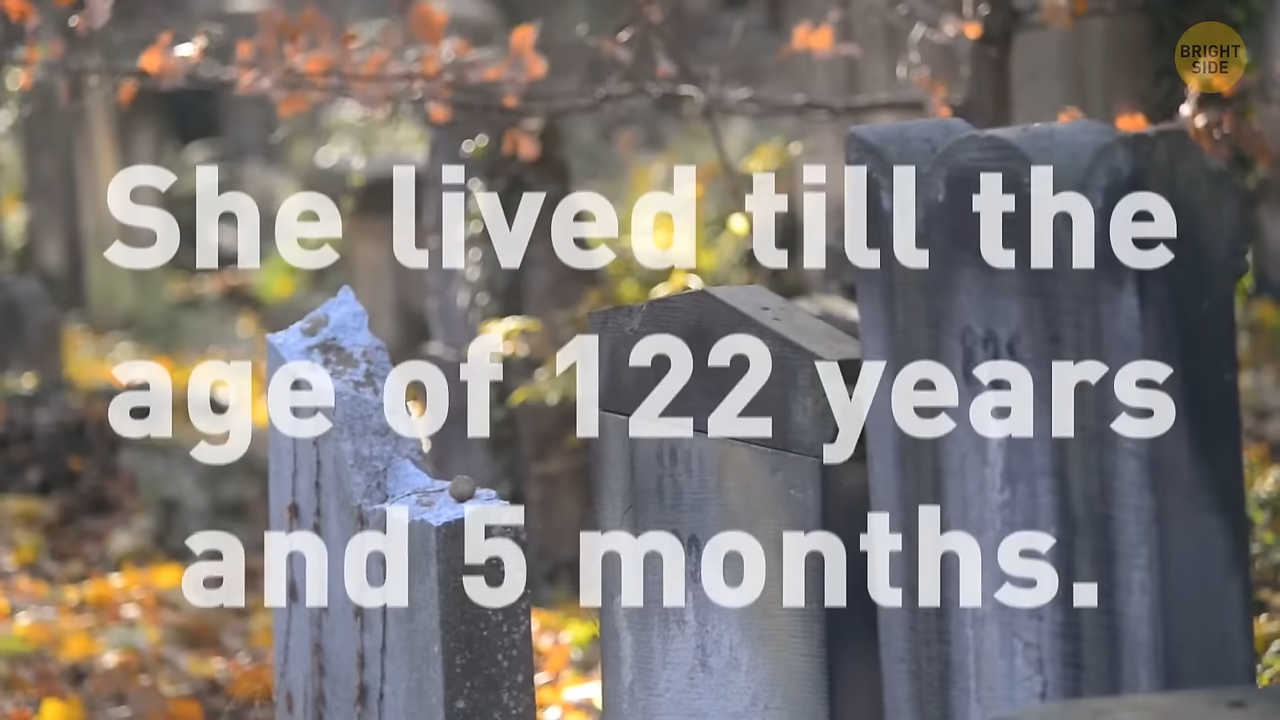 BRIGHT
SIDE
She lived till the
age of 122 years
and 5 months.